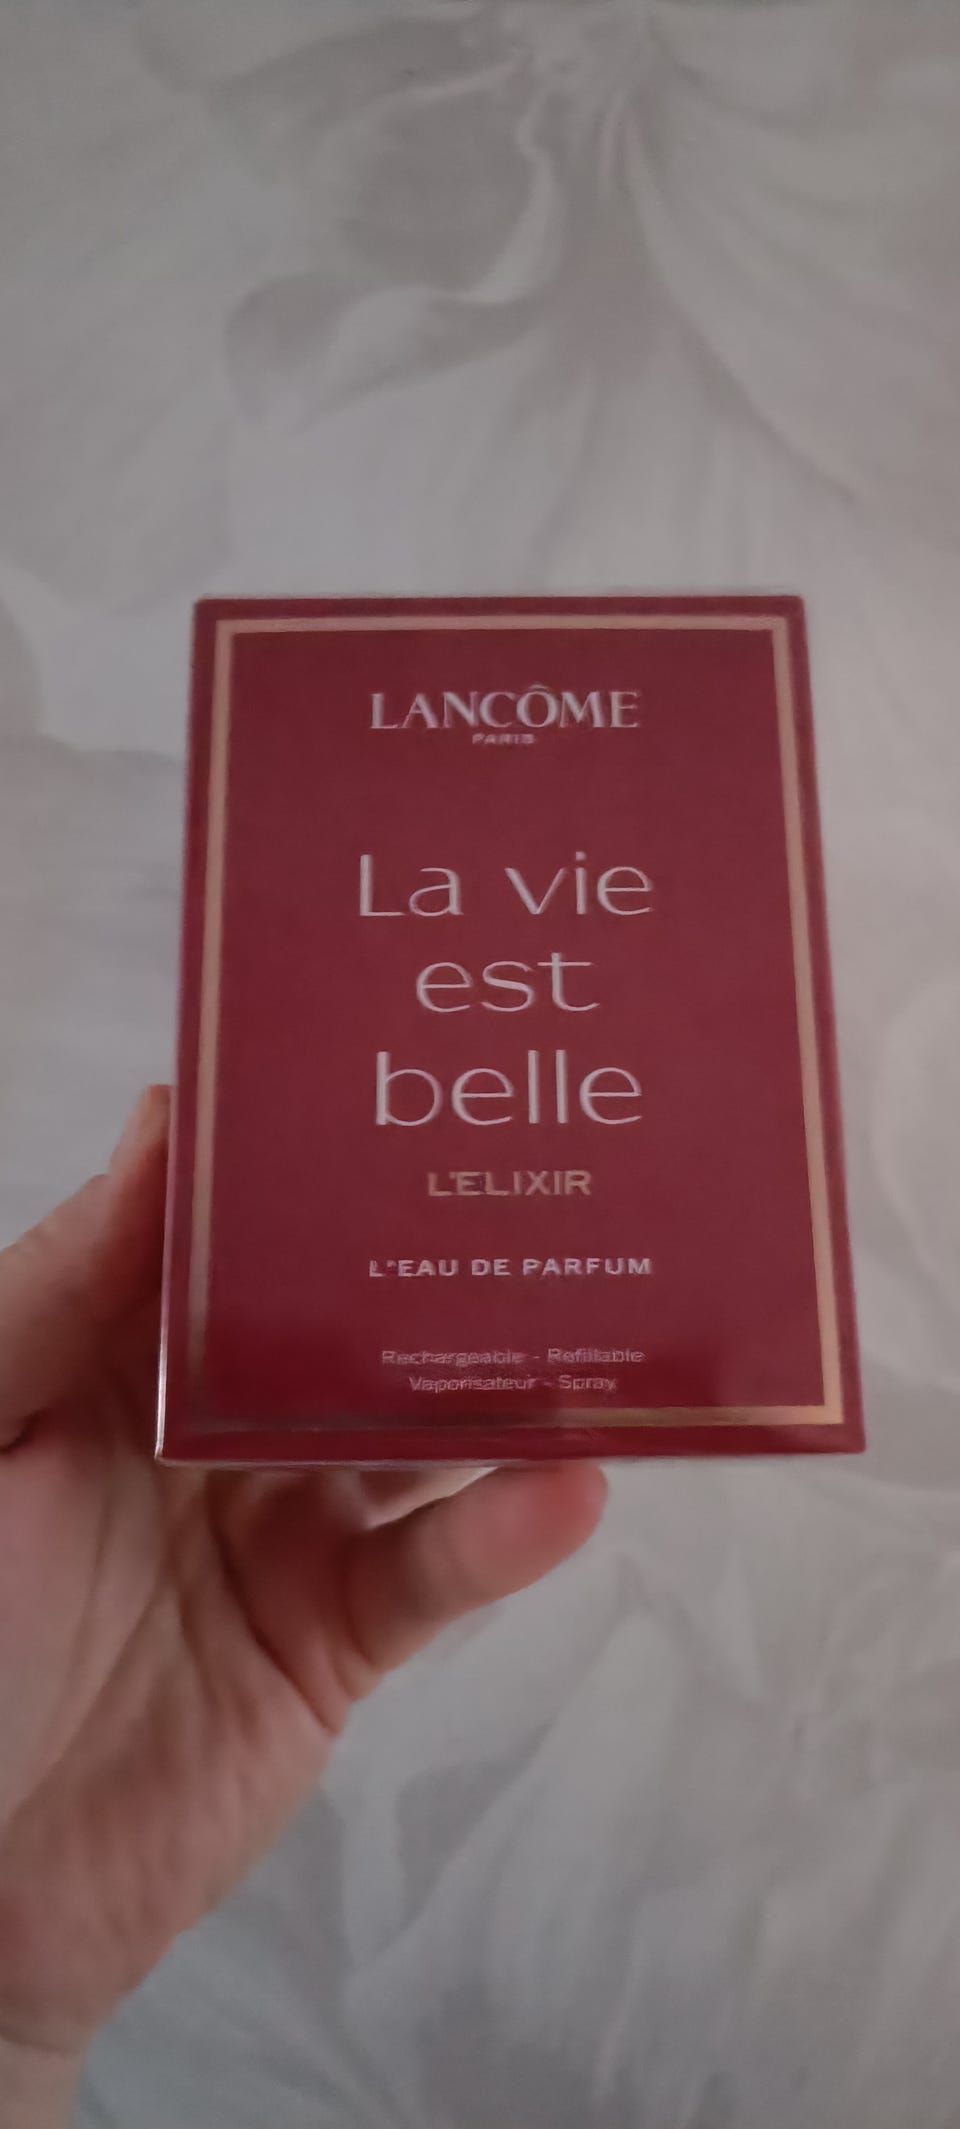 LANCÔME
PARIS
La vie
est
belle
L'ELIXIR
L'EAU DE PARFUM
Rechargeable - Refillable
Vaporisateur - Spray